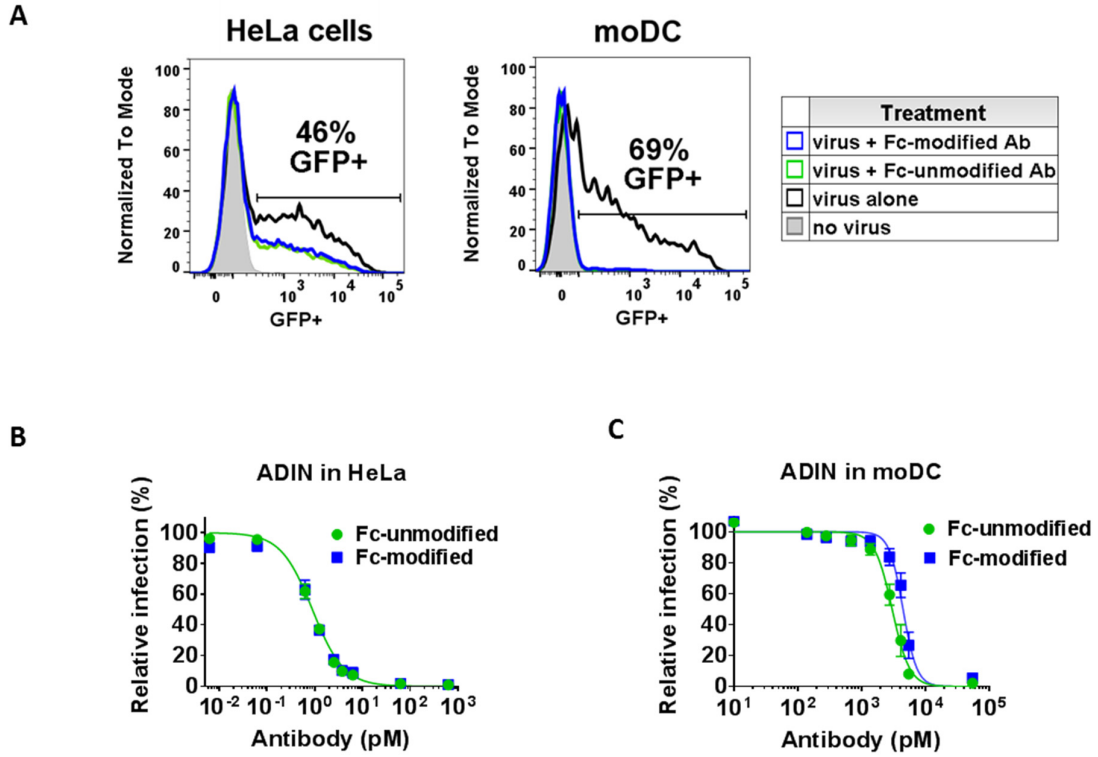 A
HeLa cells
Normalized To Mode
100
80
60
40
20
0
46%
GFP+
0 10^3 10^4 10^5
GFP+
moDC
Normalized To Mode
100
80
60
40
20
0
69%
GFP+
0 10^3 10^4 10^5
GFP+
Treatment
virus + Fc-modified Ab
virus + Fc-unmodified Ab
virus alone
no virus
B
ADIN in HeLa
Relative infection (%)
100
80
60
40
20
0
Fc-unmodified
Fc-modified
10^-2 10^-1 10^0 10^1 10^2 10^3
Antibody (pM)
C
ADIN in moDC
Relative infection (%)
100
80
60
40
20
0
Fc-unmodified
Fc-modified
10^1 10^2 10^3 10^4 10^5
Antibody (pM)